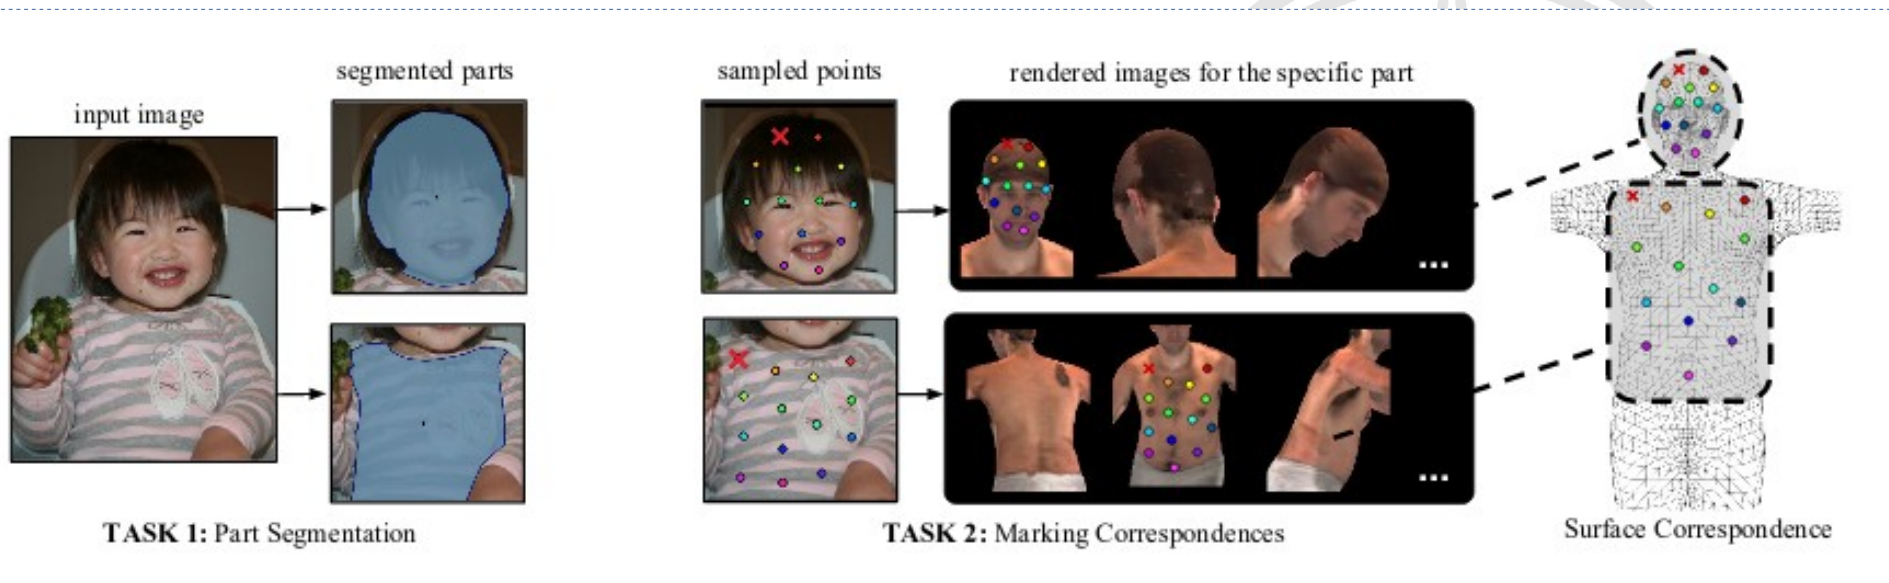 input image
segmented parts
sampled points
rendered images for the specific part
...
...
TASK 1: Part Segmentation
TASK 2: Marking Correspondences
Surface Correspondence